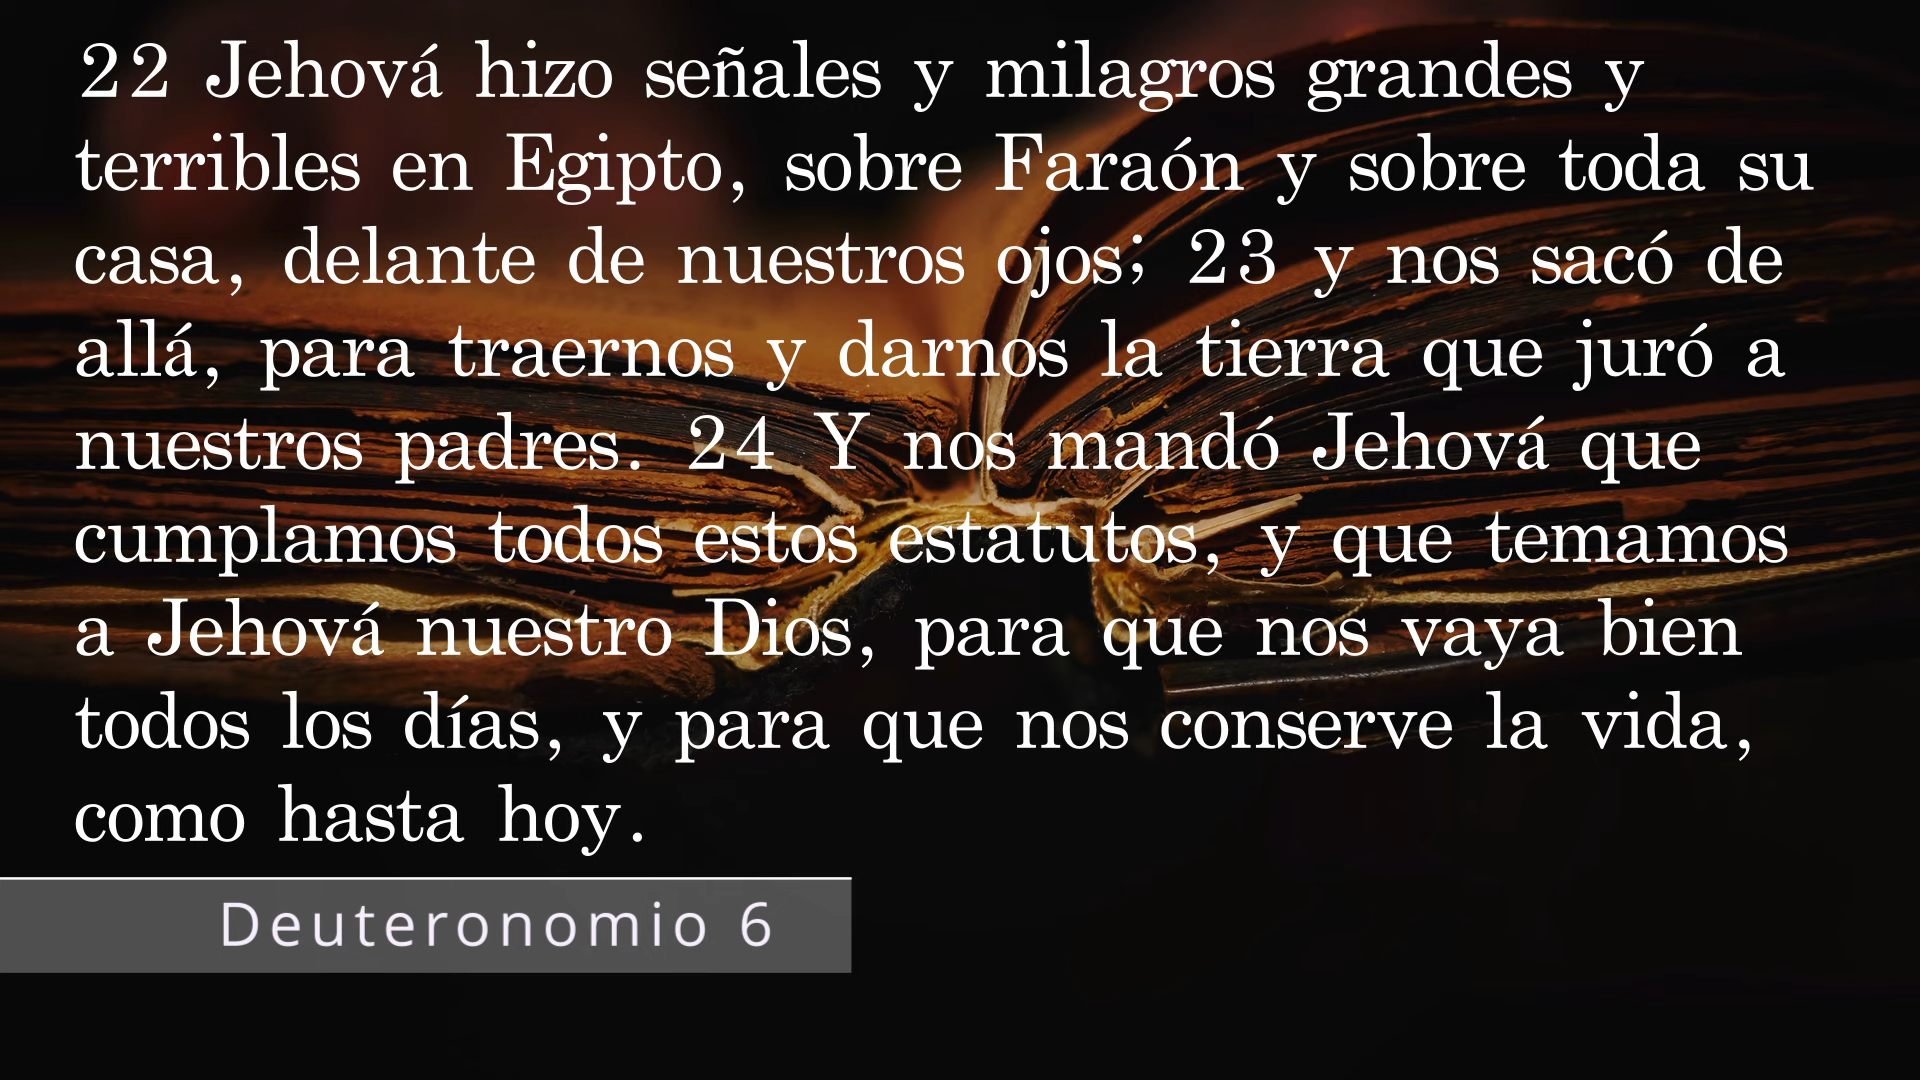 22 Jehová hizo señales y milagros grandes y
terribles en Egipto, sobre Faraón y sobre toda su
casa, delante de nuestros ojos; 23 y nos sacó de
allá, para traernos y darnos la tierra que juró a
nuestros padres. 24 Y nos mandó Jehová que
cumplamos todos estos estatutos, y que temamos
a Jehová nuestro Dios, para que nos vaya bien
todos los días, y para que nos conserve la vida,
como hasta hoy.
Deuteronomio 6